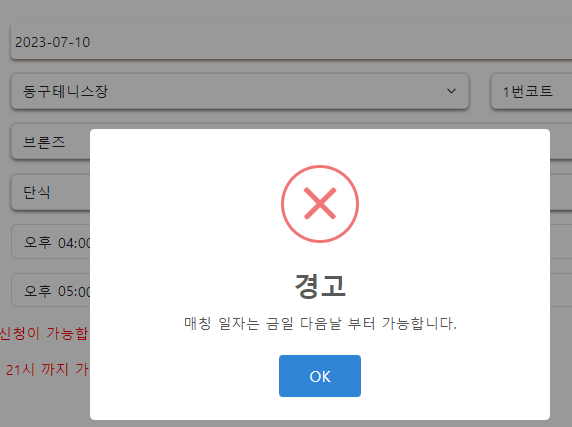 2023-07-10
동구테니스장
1번코트
브론즈
단식
오후 04:00
오후 05:00
신청이 가능합
21시 까지 가
경고
매칭 일자는 금일 다음날 부터 가능합니다.
OK